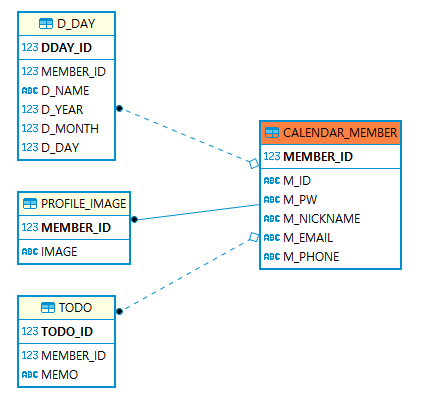 D_DAY
123 DDAY_ID
123 MEMBER_ID
ABC D_NAME
123 D_YEAR
123 D_MONTH
123 D_DAY
CALENDAR_MEMBER
123 MEMBER_ID
ABC M_ID
ABC M_PW
ABC M_NICKNAME
ABC M_EMAIL
ABC M_PHONE
PROFILE_IMAGE
123 MEMBER_ID
ABC IMAGE
TODO
123 TODO_ID
123 MEMBER_ID
ABC MEMO